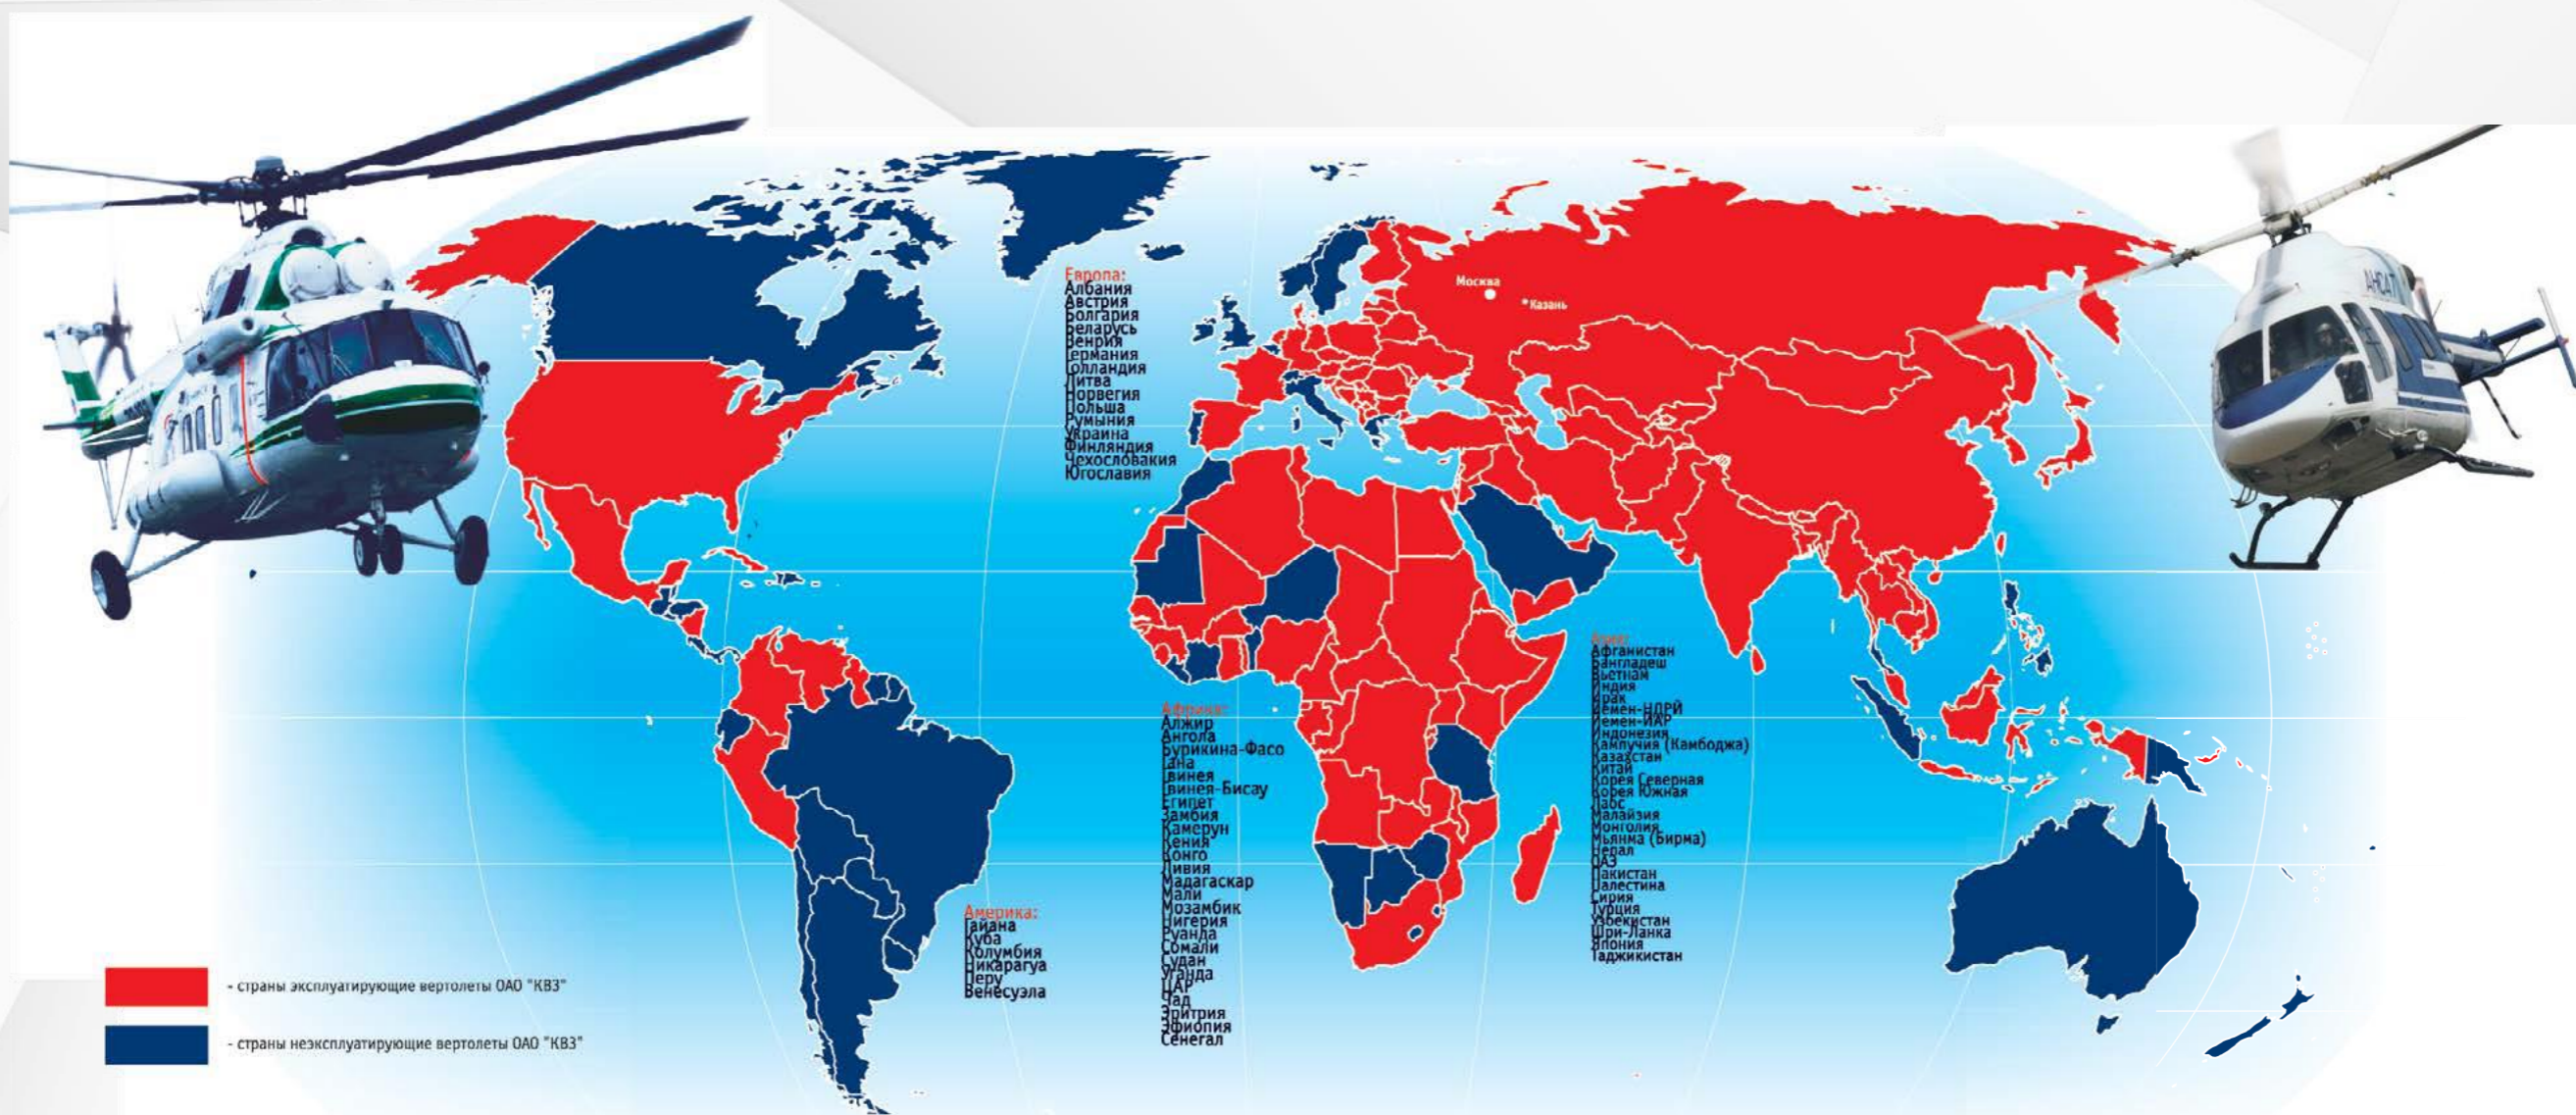 АНСАТ
Москва
Казань
Европа:
Албания
Австрия
Болгария
Беларусь
Венрия
Германия
Голландия
Литва
Норвегия
Польша
Румыния
Украина
Финляндия
Чехословакия
Югославия
Азия:
Афганистан
Бангладеш
Вьетнам
Индия
Ирак
Йемен-НДРЙ
Йемен-ЙАР
Индонезия
Кампучия (Камбоджа)
Казахстан
Китай
Корея Северная
Корея Южная
Лаос
Малайзия
Монголия
Мьянма (Бирма)
Непал
ОАЭ
Пакистан
Палестина
Сирия
Турция
Узбекистан
Шри-Ланка
Япония
Таджикистан
Африка:
Алжир
Ангола
Бурикина-Фасо
Гана
Гвинея
Гвинея-Бисау
Египет
Замбия
Камерун
Кения
Конго
Ливия
Мадагаскар
Мали
Мозамбик
Нигерия
Руанда
Сомали
Судан
Уганда
ЦАР
Чад
Эритрия
Эфиопия
Сенегал
Америка:
Гайана
Куба
Колумбия
Никарагуа
Перу
Венесуэла
- страны эксплуатирующие вертолеты ОАО "КВЗ"
- страны неэксплуатирующие вертолеты ОАО "КВЗ"